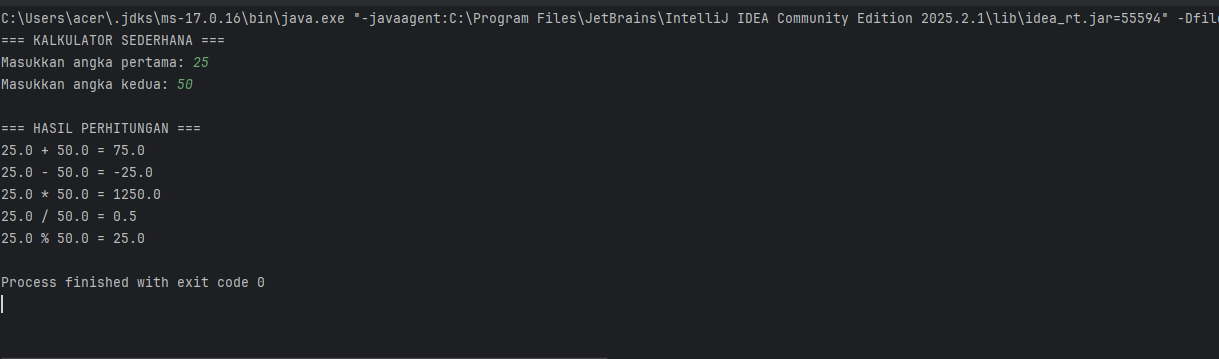 C:\Users\acer\.jdks\ms-17.0.16\bin\java.exe "-javaagent:C:\Program Files\JetBrains\IntelliJ IDEA Community Edition 2025.2.1\lib\idea_rt.jar=55594" -Dfile
=== KALKULATOR SEDERHANA ===
Masukkan angka pertama: 25
Masukkan angka kedua: 50
=== HASIL PERHITUNGAN ===
25.0 + 50.0 = 75.0
25.0 - 50.0 = -25.0
25.0 * 50.0 = 1250.0
25.0 / 50.0 = 0.5
25.0 % 50.0 = 25.0
Process finished with exit code 0